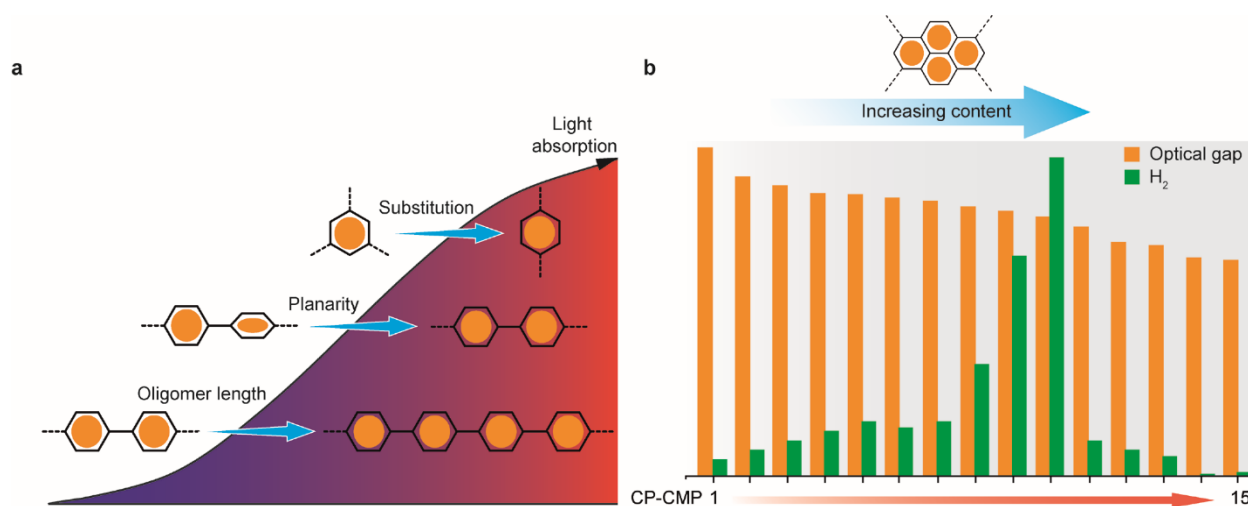 a
Light
absorption
Substitution
Planarity
Oligomer length
b
Increasing content
Optical gap
H₂
CP-CMP 1
15